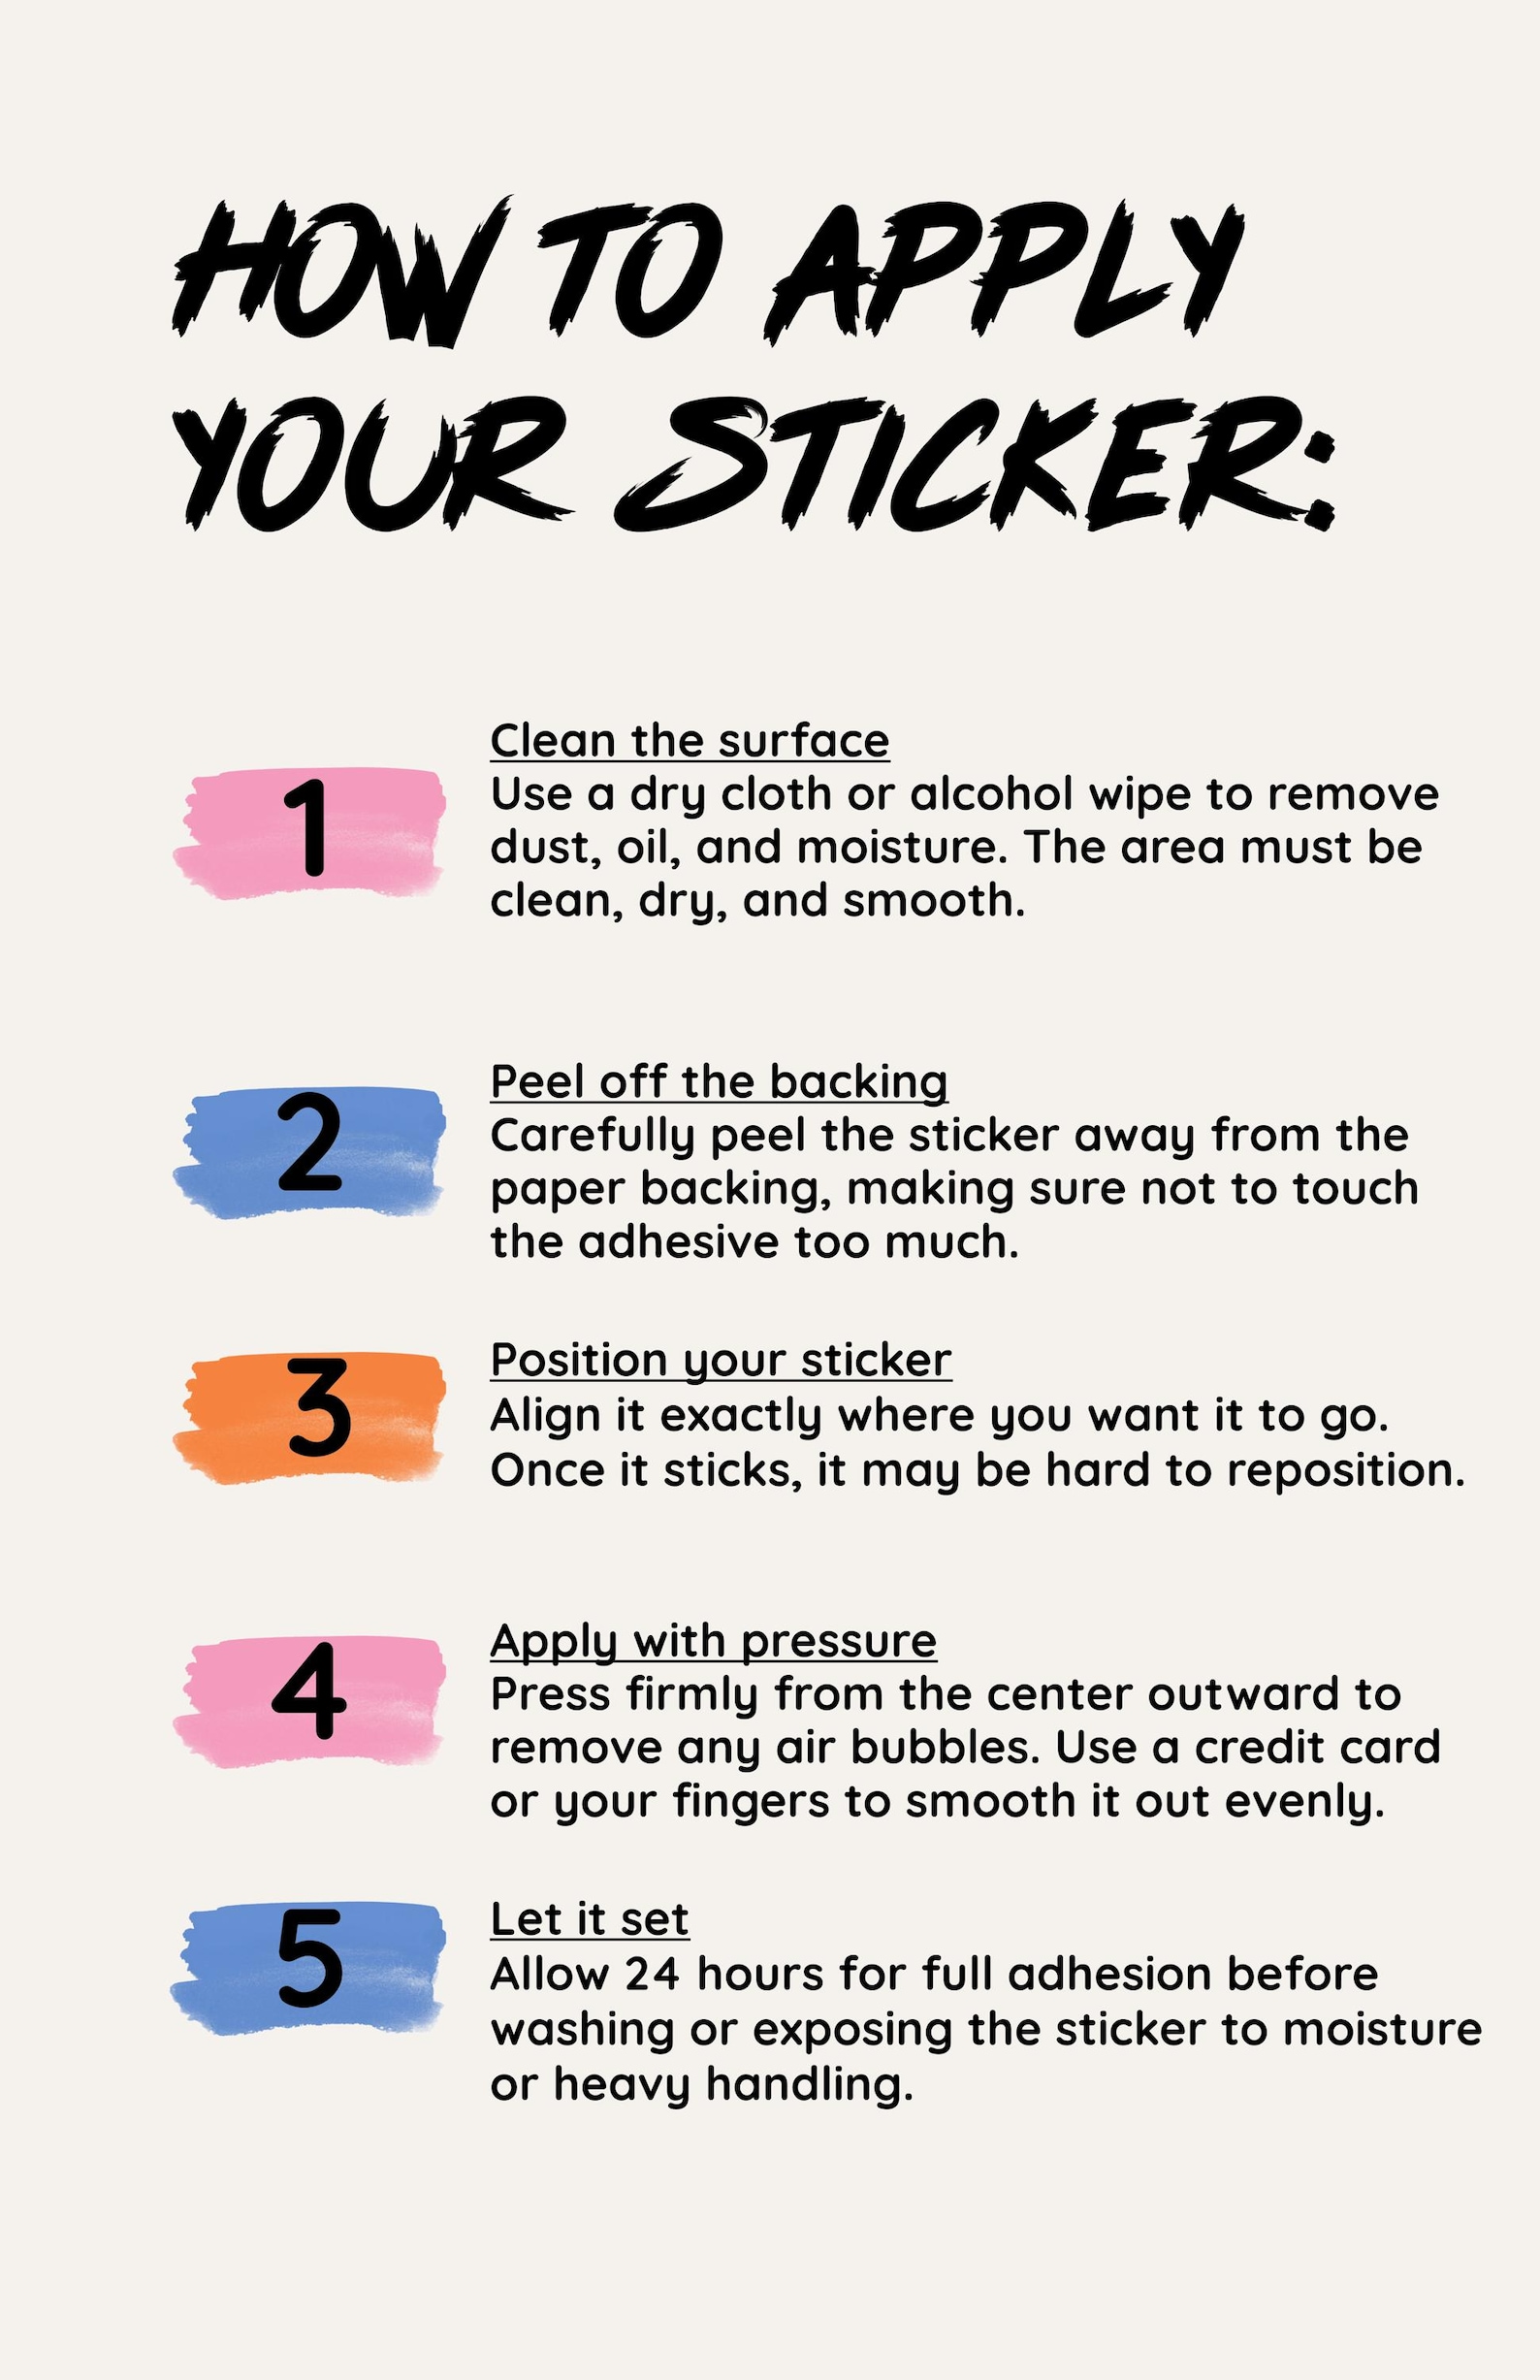 HOW TO APPLY
YOUR STICKER:
1
Clean the surface
Use a dry cloth or alcohol wipe to remove
dust, oil, and moisture. The area must be
clean, dry, and smooth.
2
Peel off the backing
Carefully peel the sticker away from the
paper backing, making sure not to touch
the adhesive too much.
3
Position your sticker
Align it exactly where you want it to go.
Once it sticks, it may be hard to reposition.
4
Apply with pressure
Press firmly from the center outward to
remove any air bubbles. Use a credit card
or your fingers to smooth it out evenly.
5
Let it set
Allow 24 hours for full adhesion before
washing or exposing the sticker to moisture
or heavy handling.